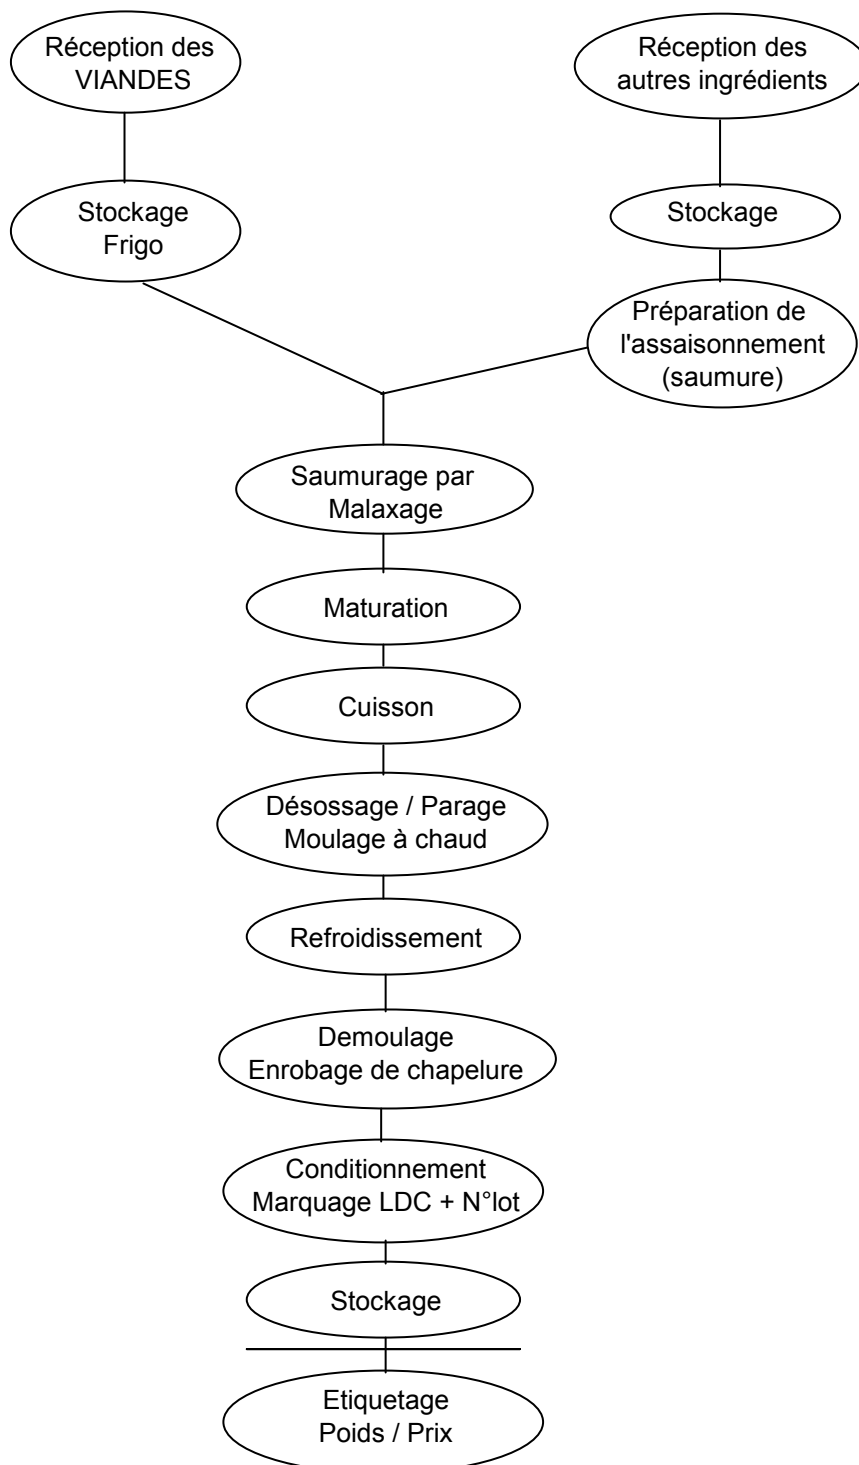 Réception des
VIANDES
Réception des
autres ingrédients
Stockage
Frigo
Stockage
Préparation de
l'assaisonnement
(saumure)
Saumurage par
Malaxage
Maturation
Cuisson
Désossage / Parage
Moulage à chaud
Refroidissement
Demoulage
Enrobage de chapelure
Conditionnement
Marquage LDC + N°lot
Stockage
Etiquetage
Poids / Prix